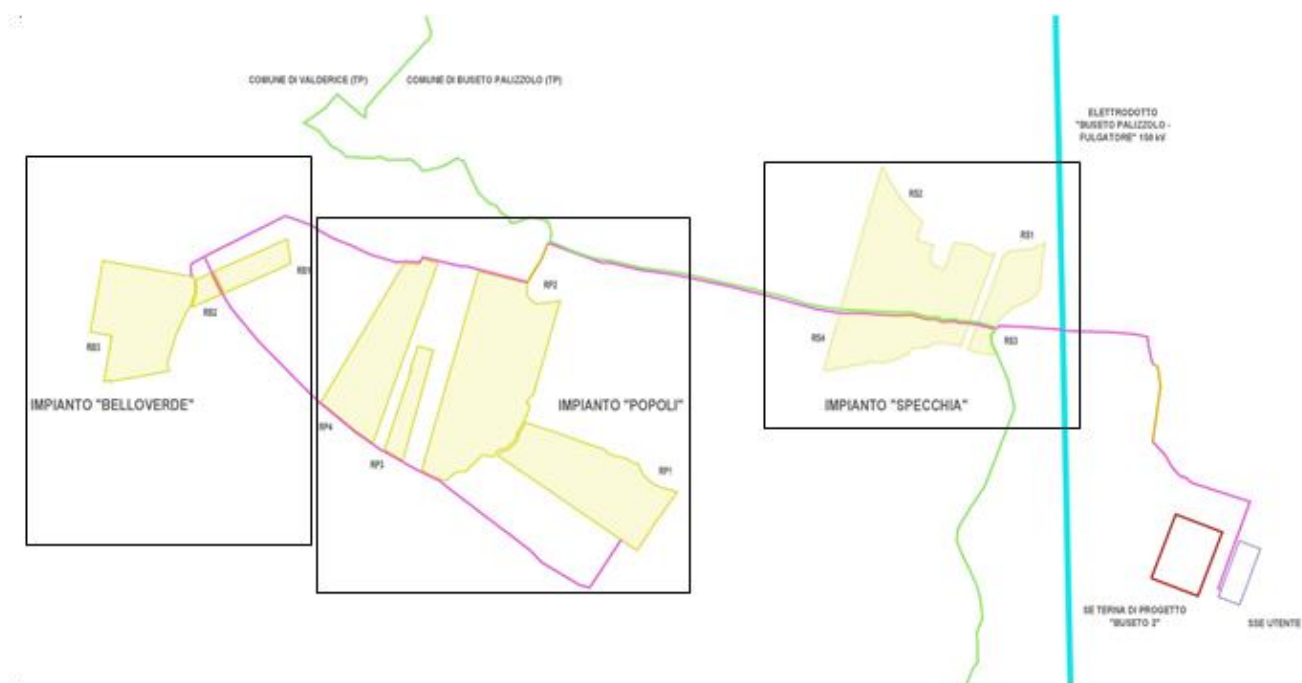 COMUNE DI VALDERICE (TP)
COMUNE DI BUSETO PALIZZOLO (TP)
ELETTRODOTTO
"BUSETO PALIZZOLO -
FULGATORE" 150 kV
RS2
RS1
RB1
RB2
RB3
RP2
RS4
RS3
IMPIANTO "BELLOVERDE"
IMPIANTO "POPOLI"
IMPIANTO "SPECCHIA"
RP4
RP3
RP1
SE TERNA DI PROGETTO
"BUSETO 2"
SSE UTENTE